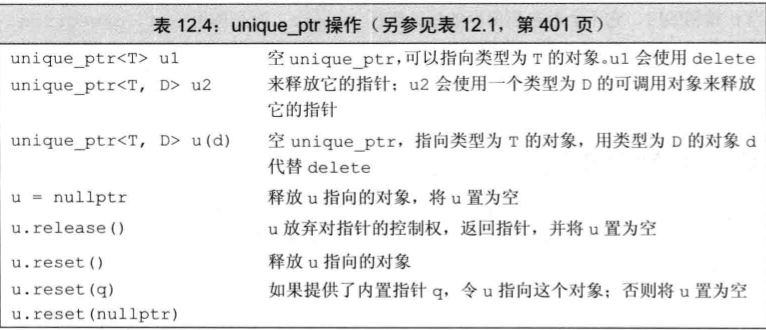 表 12.4：unique_ptr 操作（另参见表 12.1，第 401 页）
unique_ptr<T> u1 空 unique_ptr，可以指向类型为 T 的对象。u1 会使用 delete
unique_ptr<T, D> u2 来释放它的指针；u2 会使用一个类型为 D 的可调用对象来释放
它的指针
unique_ptr<T, D> u(d) 空 unique_ptr，指向类型为 T 的对象，用类型为 D 的对象 d
代替 delete
u = nullptr 释放 u 指向的对象，将 u 置为空
u.release() u 放弃对指针的控制权，返回指针，并将 u 置为空
u.reset() 释放 u 指向的对象
u.reset(q) 如果提供了内置指针 q，令 u 指向这个对象；否则将 u 置为空
u.reset(nullptr)